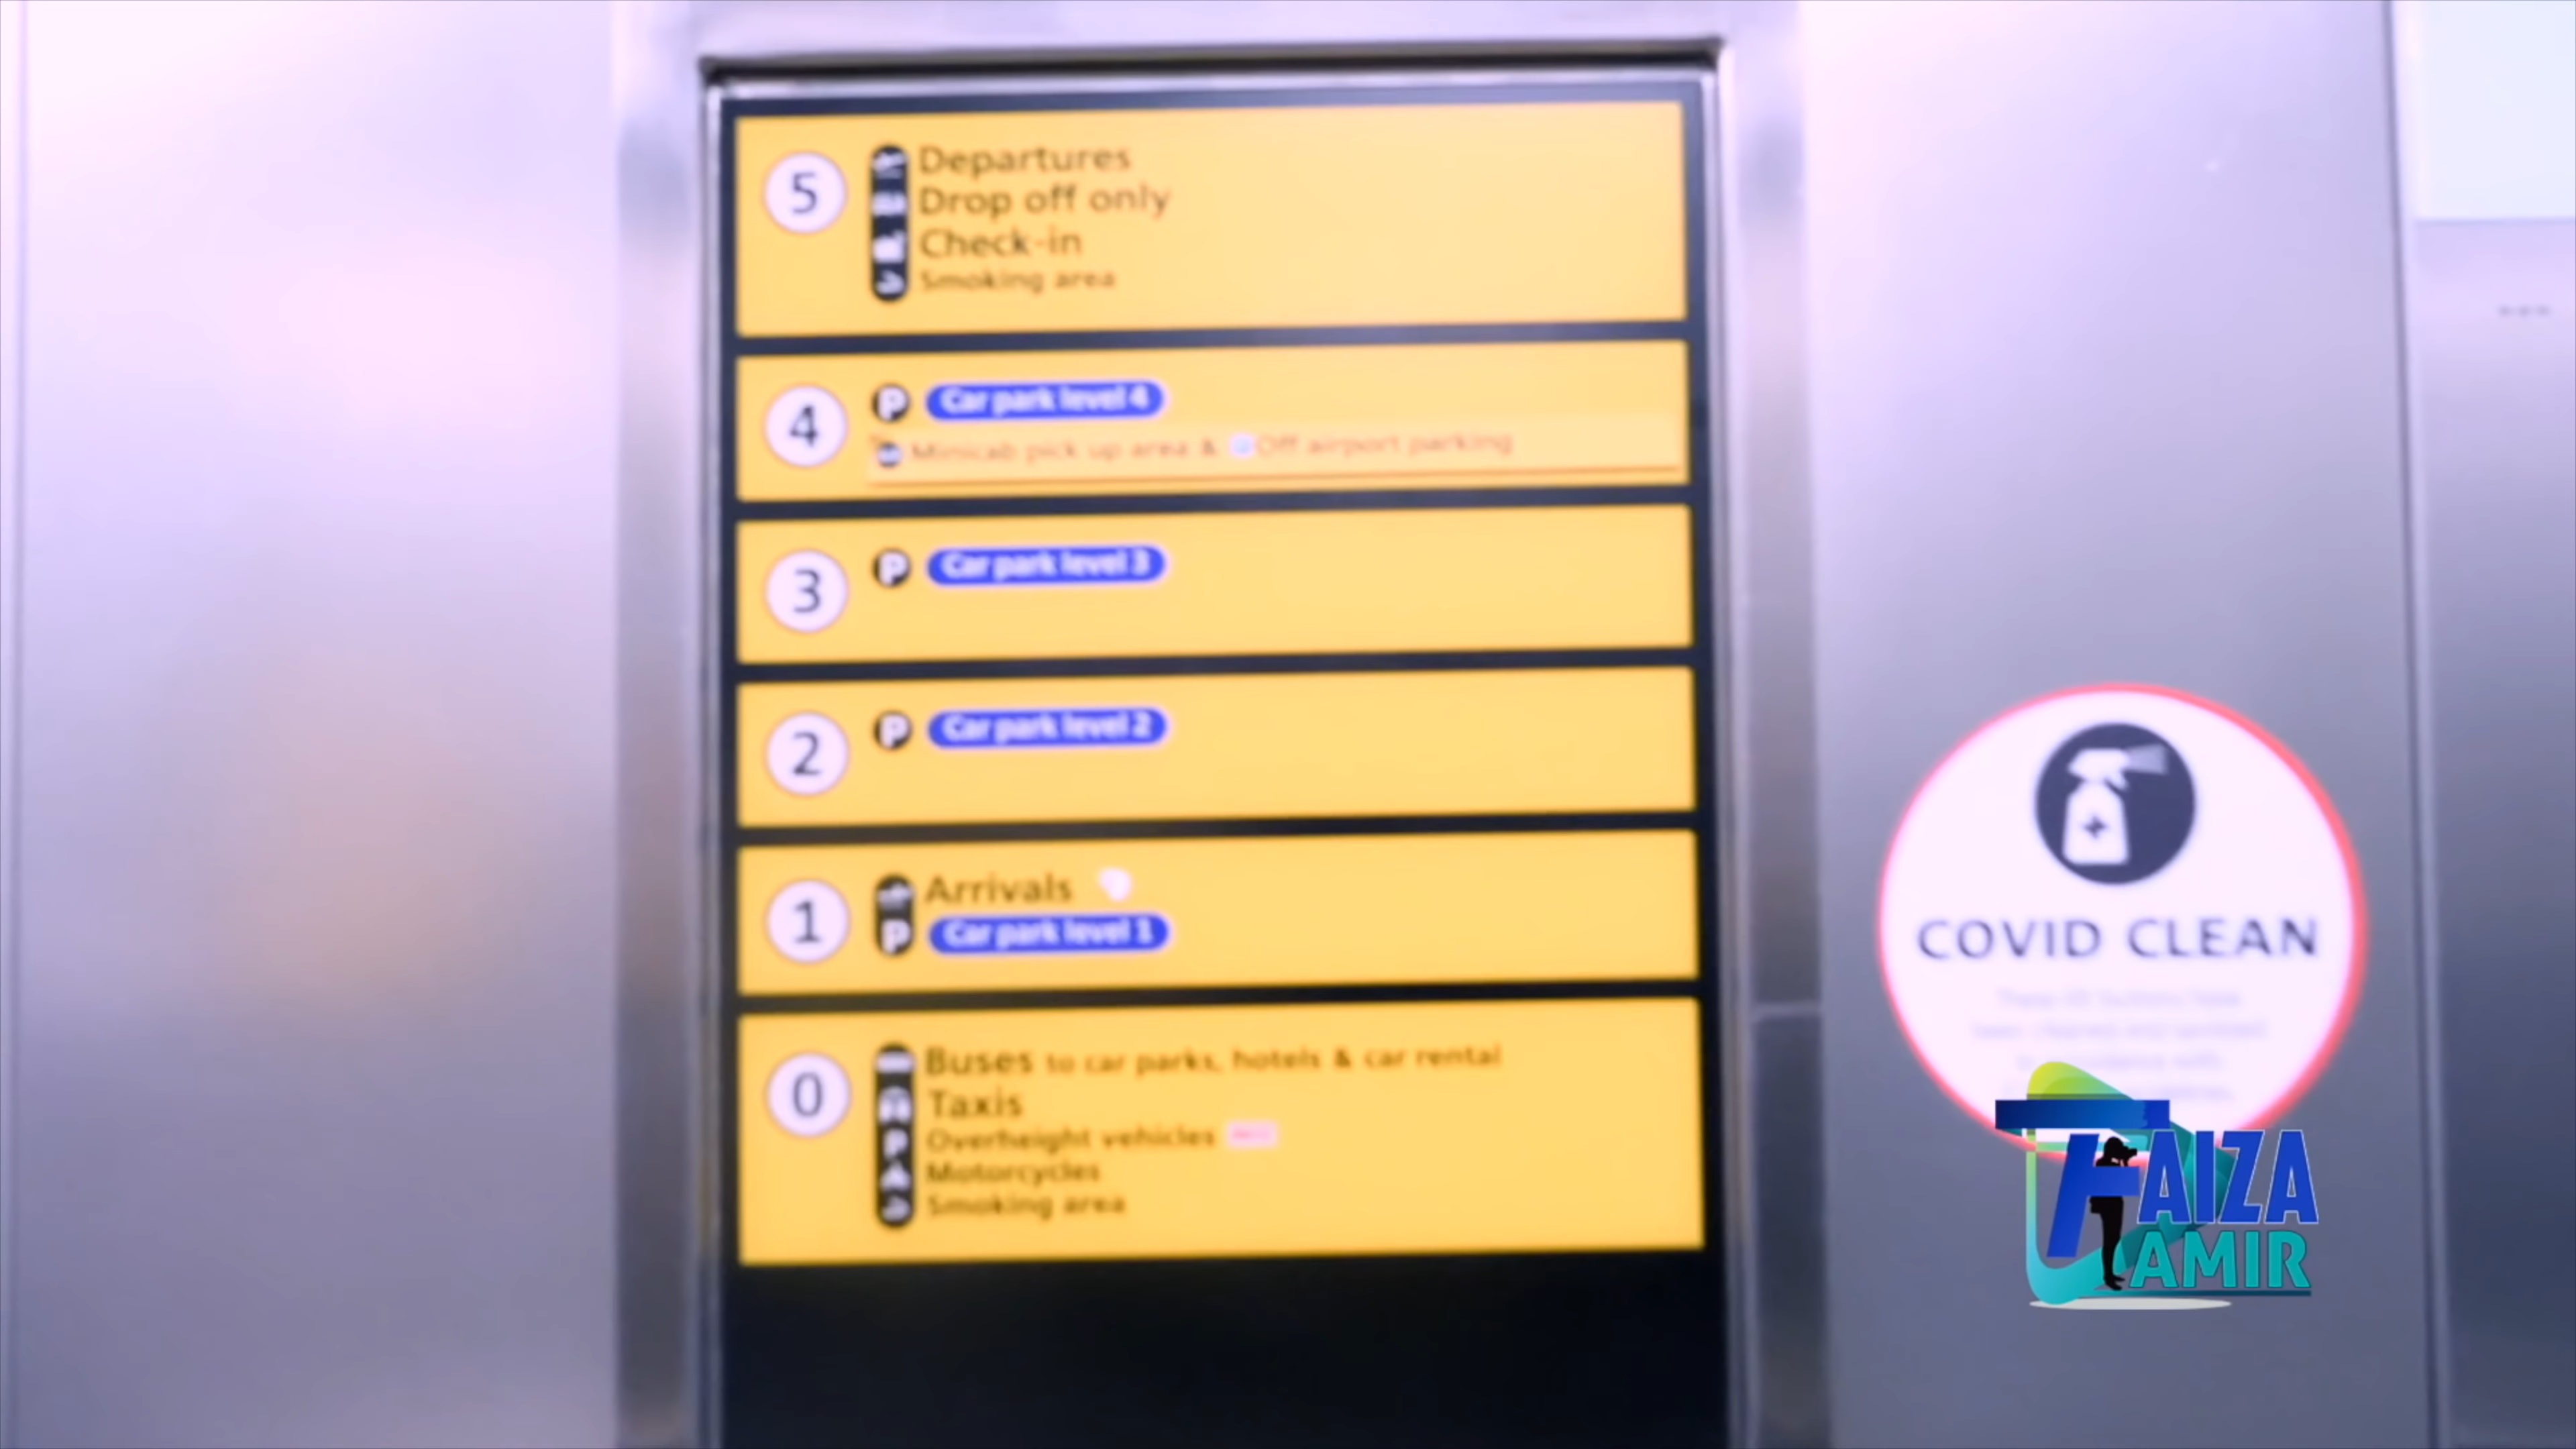 5
Departures
Drop off only
Check-in
Smoking area
4
P Car park level 4
Minicab pick up area & Off airport parking
3
P Car park level 3
2
P Car park level 2
1
Arrivals
P Car park level 1
0
Buses to car parks, hotels & car rental
Taxis
P Overheight vehicles
Motorcycles
Smoking area
COVID CLEAN
FAIZA
AMIR